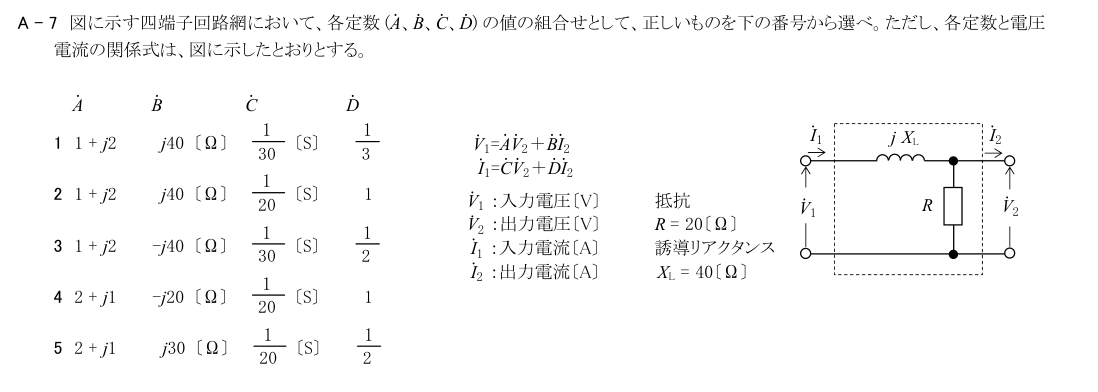 A－7 図に示す四端子回路網において、各定数(Ȧ、Ḃ、Ċ、Ḋ)の値の組合せとして、正しいものを下の番号から選べ。ただし、各定数と電圧
電流の関係式は、図に示したとおりとする。
Ȧ Ḃ Ċ Ḋ
1 1＋j2 j40〔Ω〕 1/30〔S〕 1/3
2 1＋j2 j40〔Ω〕 1/20〔S〕 1
3 1＋j2 -j40〔Ω〕 1/30〔S〕 1/2
4 2＋j1 -j20〔Ω〕 1/20〔S〕 1
5 2＋j1 j30〔Ω〕 1/20〔S〕 1/2
V̇1=ȦV̇2＋Ḃİ2
İ1=ĊV̇2＋Ḋİ2
V̇1：入力電圧〔V〕
V̇2：出力電圧〔V〕
İ1：入力電流〔A〕
İ2：出力電流〔A〕
抵抗
R＝20〔Ω〕
誘導リアクタンス
XL＝40〔Ω〕
İ1 j XL İ2
V̇1 R V̇2